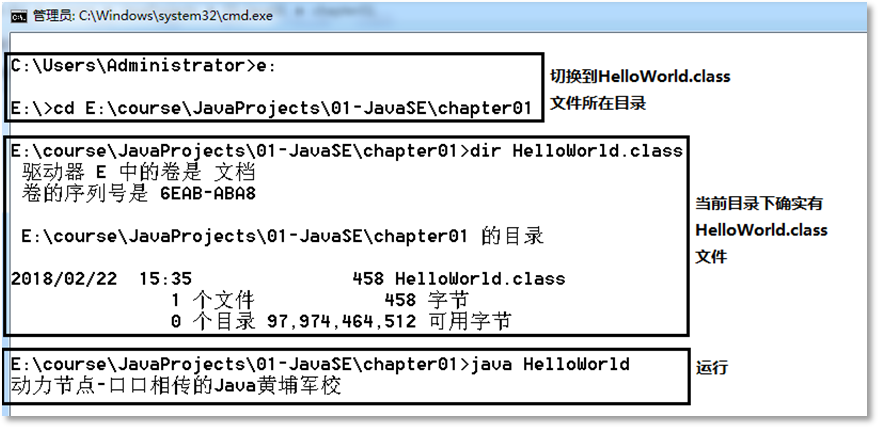 管理员: C:\Windows\system32\cmd.exe
C:\Users\Administrator>e:
E:\>cd E:\course\JavaProjects\01-JavaSE\chapter01
切换到HelloWorld.class
文件所在目录
E:\course\JavaProjects\01-JavaSE\chapter01>dir HelloWorld.class
驱动器 E 中的卷是 文档
卷的序列号是 6EAB-ABA8
E:\course\JavaProjects\01-JavaSE\chapter01 的目录
2018/02/22  15:35               458 HelloWorld.class
1 个文件            458 字节
0 个目录 97,974,464,512 可用字节
当前目录下确实有
HelloWorld.class
文件
E:\course\JavaProjects\01-JavaSE\chapter01>java HelloWorld
动力节点-口口相传的Java黄埔军校
运行